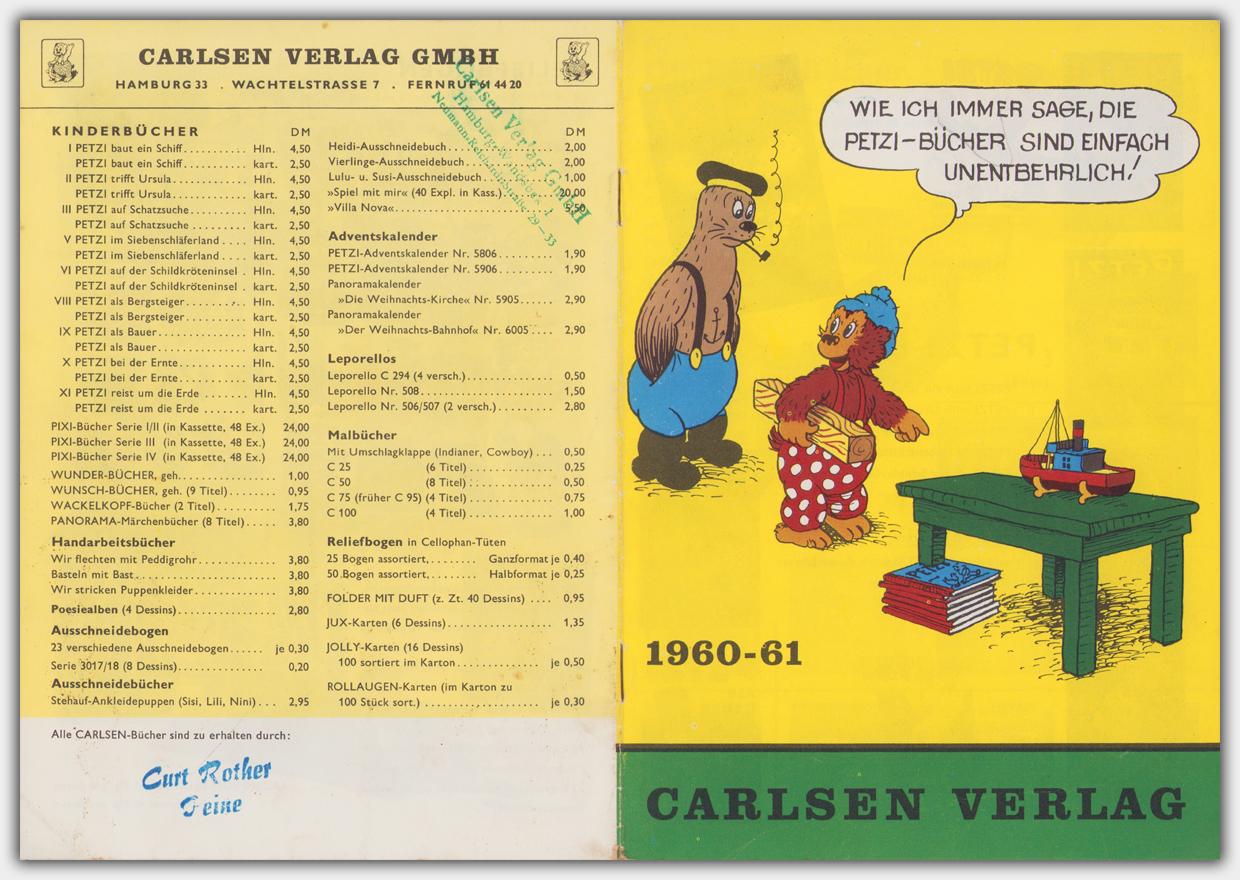 CARLSEN VERLAG GMBH
HAMBURG 33 . WACHTELSTRASSE 7 . FERNRUF 61 44 20
Carlsen Verlag GmbH
Hamburg
29-33
KINDERBÜCHER DM
I PETZI baut ein Schiff.......... Hln. 4,50
PETZI baut ein Schiff.......... kart. 2,50
II PETZI trifft Ursula............ Hln. 4,50
PETZI trifft Ursula............ kart. 2,50
III PETZI auf Schatzsuche......... Hln. 4,50
PETZI auf Schatzsuche......... kart. 2,50
V PETZI im Siebenschläferland .... Hln. 4,50
PETZI im Siebenschläferland .... kart. 2,50
VI PETZI auf der Schildkröteninsel . Hln. 4,50
PETZI auf der Schildkröteninsel . kart. 2,50
VIII PETZI als Bergsteiger.......... Hln. 4,50
PETZI als Bergsteiger.......... kart. 2,50
IX PETZI als Bauer.............. Hln. 4,50
PETZI als Bauer.............. kart. 2,50
X PETZI bei der Ernte........... Hln. 4,50
PETZI bei der Ernte........... kart. 2,50
XI PETZI reist um die Erde ....... Hln. 4,50
PETZI reist um die Erde ....... kart. 2,50
PIXI-Bücher Serie I/II (in Kassette, 48 Ex.) 24,00
PIXI-Bücher Serie III (in Kassette, 48 Ex.) 24,00
PIXI-Bücher Serie IV (in Kassette, 48 Ex.) 24,00
WUNDER-BÜCHER, geh................. 1,00
WUNSCH-BÜCHER, geh. (9 Titel)........ 0,95
WACKELKOPF-Bücher (2 Titel)........... 1,75
PANORAMA-Märchenbücher (8 Titel)..... 3,80
Handarbeitsbücher
Wir flechten mit Peddigrohr............. 3,80
Basteln mit Bast....................... 3,80
Wir stricken Puppenkleider.............. 3,80
Poesiealben (4 Dessins)................. 2,80
Ausschneidebogen
23 verschiedene Ausschneidebogen...... je 0,30
Serie 3017/18 (8 Dessins)................ 0,20
Ausschneidebücher
Stehauf-Ankleidepuppen (Sisi, Lili, Nini)... 2,95
DM
Heidi-Ausschneidebuch................. 2,00
Vierlinge-Ausschneidebuch.............. 2,00
Lulu- u. Susi-Ausschneidebuch........... 1,00
»Spiel mit mir« (40 Expl. in Kass.)........ 20,00
»Villa Nova«.......................... 5,50
Adventskalender
PETZI-Adventskalender Nr. 5806......... 1,90
PETZI-Adventskalender Nr. 5906......... 1,90
Panoramakalender
»Die Weihnachts-Kirche« Nr. 5905...... 2,90
Panoramakalender
»Der Weihnachts-Bahnhof« Nr. 6005.... 2,90
Leporellos
Leporello C 294 (4 versch.).............. 0,50
Leporello Nr. 508...................... 1,50
Leporello Nr. 506/507 (2 versch.)......... 2,80
Malbücher
Mit Umschlagklappe (Indianer, Cowboy) ... 0,50
C 25 (6 Titel).............. 0,25
C 50 (8 Titel).............. 0,50
C 75 (früher C 95) (4 Titel).............. 0,75
C 100 (4 Titel).............. 1,00
Reliefbogen in Cellophan-Tüten
25 Bogen assortiert,........ Ganzformat je 0,40
50 Bogen assortiert,........ Halbformat je 0,25
FOLDER MIT DUFT (z. Zt. 40 Dessins) .... 0,95
JUX-Karten (6 Dessins).................. 1,35
JOLLY-Karten (16 Dessins)
100 sortiert im Karton............... je 0,50
ROLLAUGEN-Karten (im Karton zu
100 Stück sort.) .................... je 0,30
Alle CARLSEN-Bücher sind zu erhalten durch:
Curt Rother
Peine
WIE ICH IMMER SAGE, DIE
PETZI-BÜCHER SIND EINFACH
UNENTBEHRLICH!
PETZI
1960-61
CARLSEN VERLAG